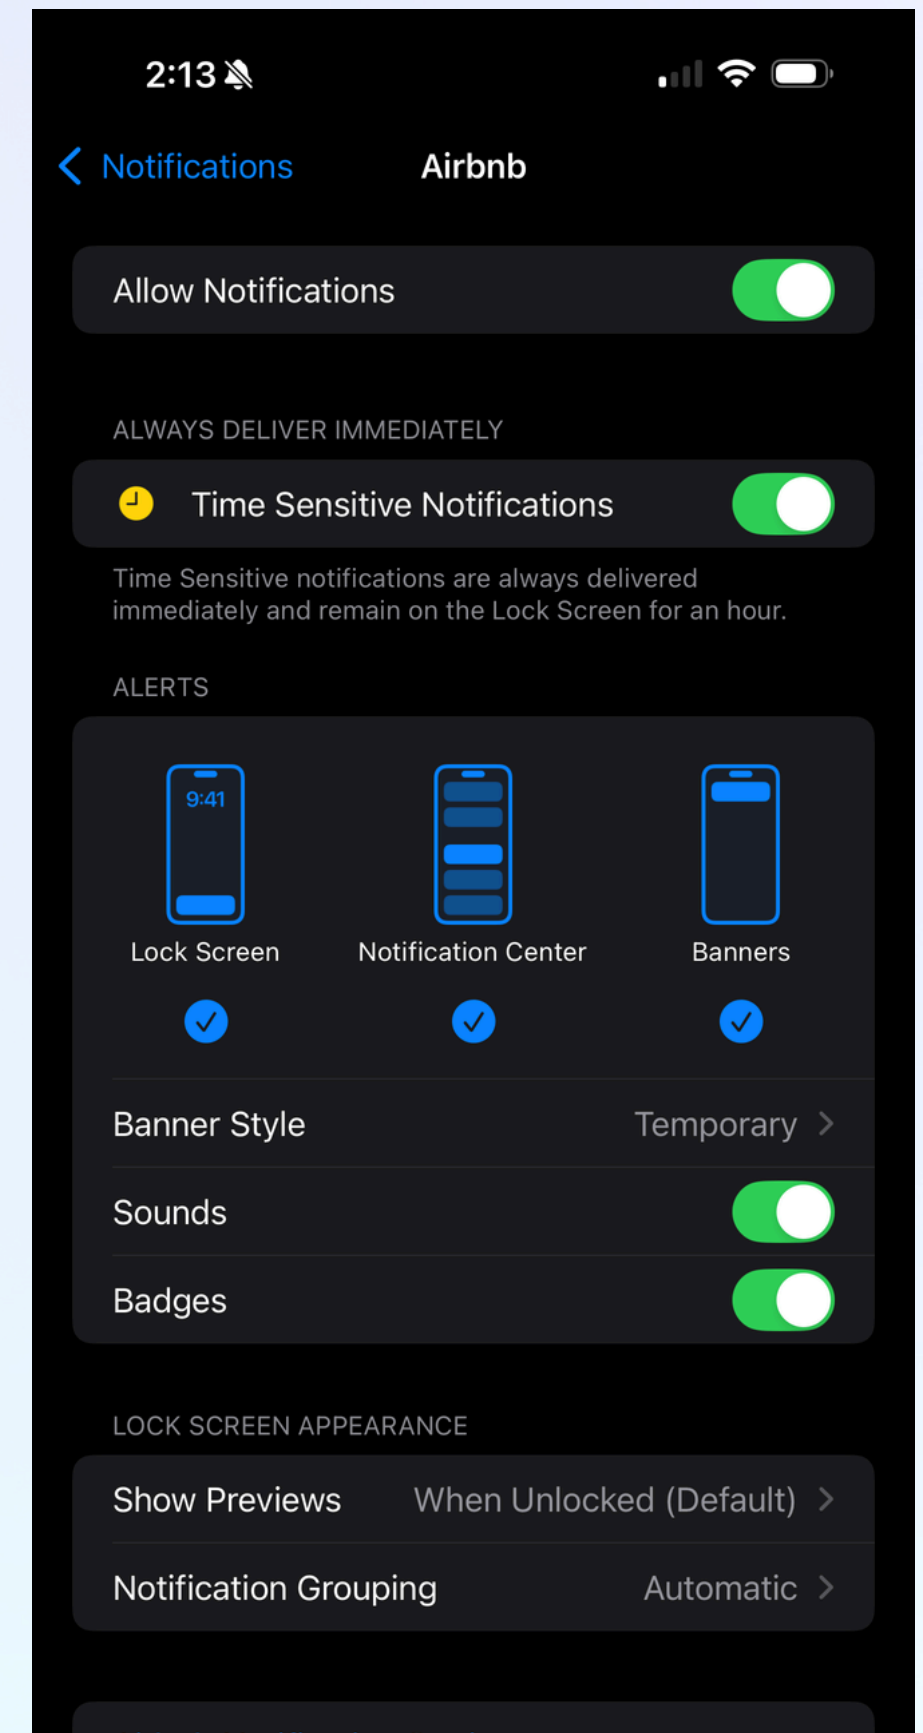 2:13
Notifications
Airbnb
Allow Notifications
ALWAYS DELIVER IMMEDIATELY
Time Sensitive Notifications
Time Sensitive notifications are always delivered
immediately and remain on the Lock Screen for an hour.
ALERTS
9:41
Lock Screen
Notification Center
Banners
Banner Style
Temporary
Sounds
Badges
LOCK SCREEN APPEARANCE
Show Previews
When Unlocked (Default)
Notification Grouping
Automatic